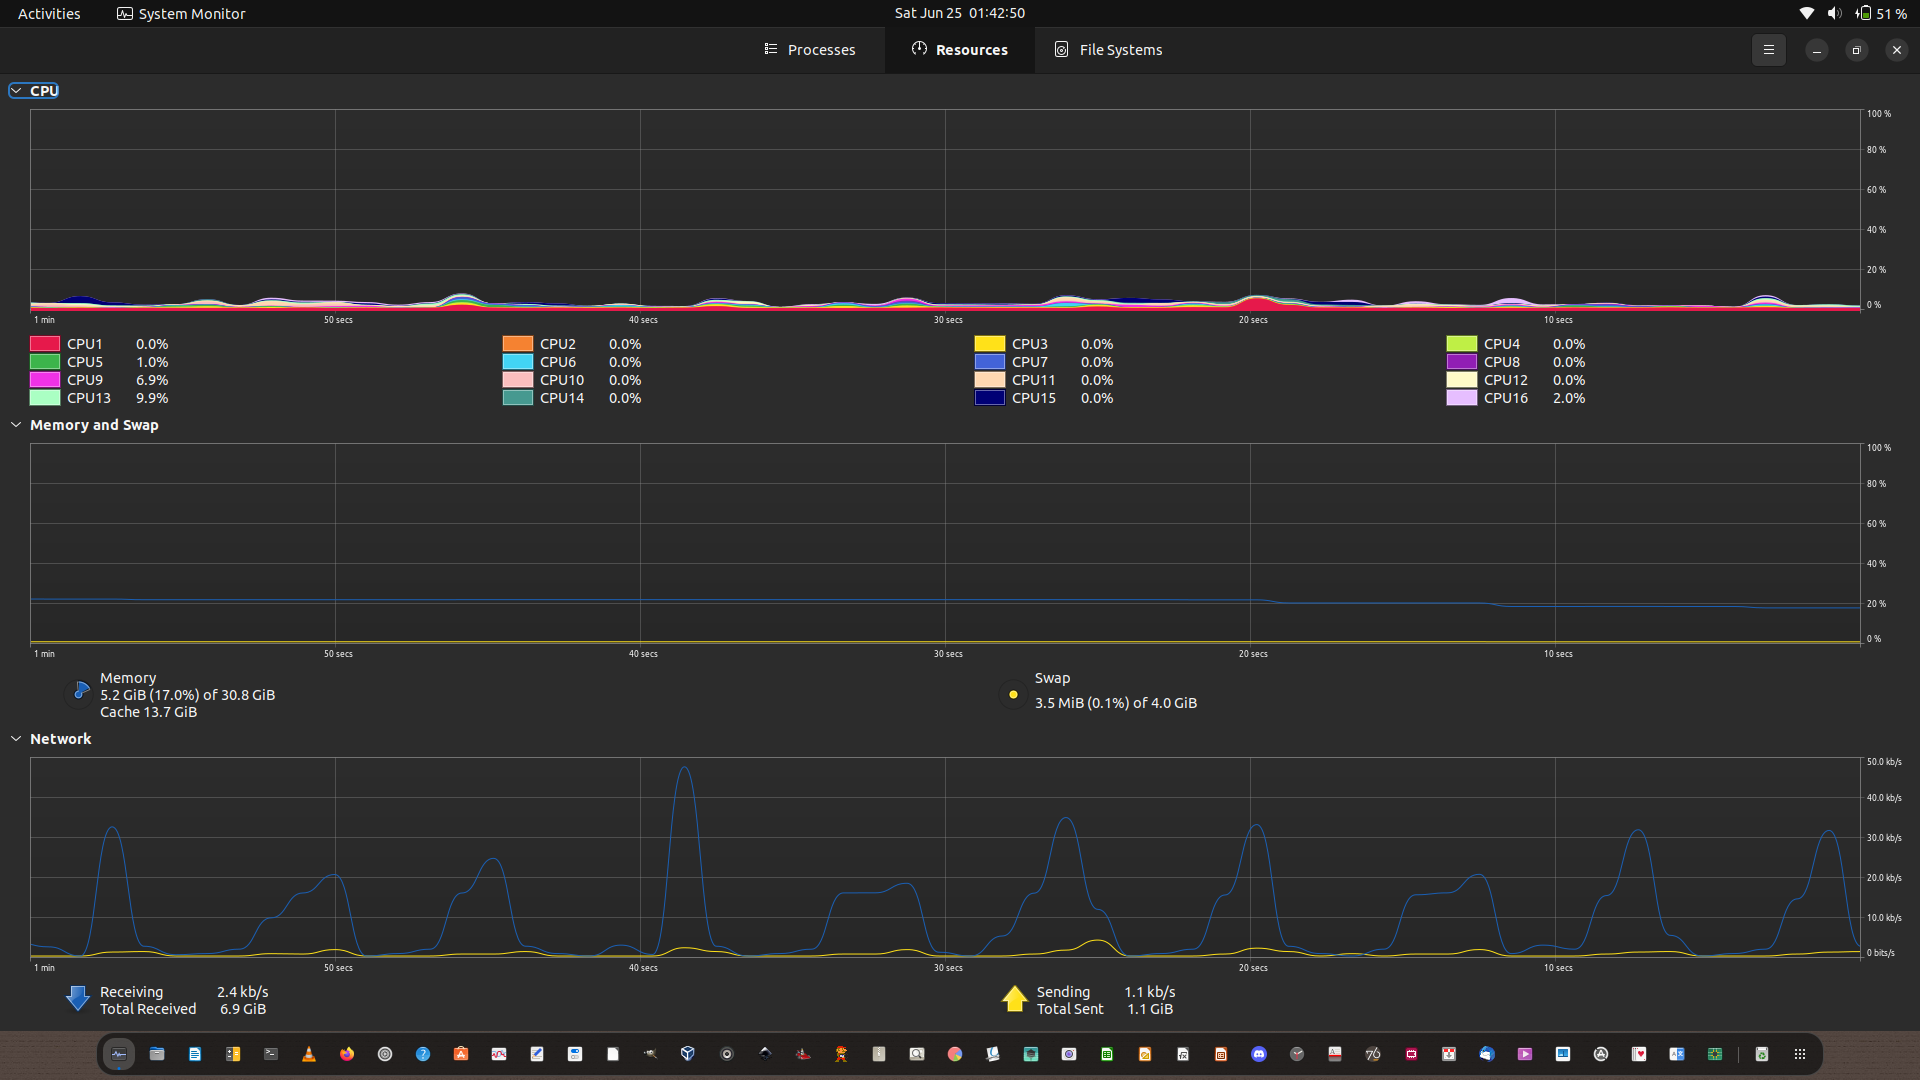 Activities System Monitor Sat Jun 25 01:42:50 51 %
Processes Resources File Systems
CPU
100 %
80 %
60 %
40 %
20 %
0 %
1 min 50 secs 40 secs 30 secs 20 secs 10 secs
CPU1 0.0% CPU2 0.0% CPU3 0.0% CPU4 0.0%
CPU5 1.0% CPU6 0.0% CPU7 0.0% CPU8 0.0%
CPU9 6.9% CPU10 0.0% CPU11 0.0% CPU12 0.0%
CPU13 9.9% CPU14 0.0% CPU15 0.0% CPU16 2.0%
Memory and Swap
100 %
80 %
60 %
40 %
20 %
0 %
1 min 50 secs 40 secs 30 secs 20 secs 10 secs
Memory
5.2 GiB (17.0%) of 30.8 GiB
Cache 13.7 GiB
Swap
3.5 MiB (0.1%) of 4.0 GiB
Network
50.0 kb/s
40.0 kb/s
30.0 kb/s
20.0 kb/s
10.0 kb/s
0 bits/s
1 min 50 secs 40 secs 30 secs 20 secs 10 secs
Receiving 2.4 kb/s
Total Received 6.9 GiB
Sending 1.1 kb/s
Total Sent 1.1 GiB